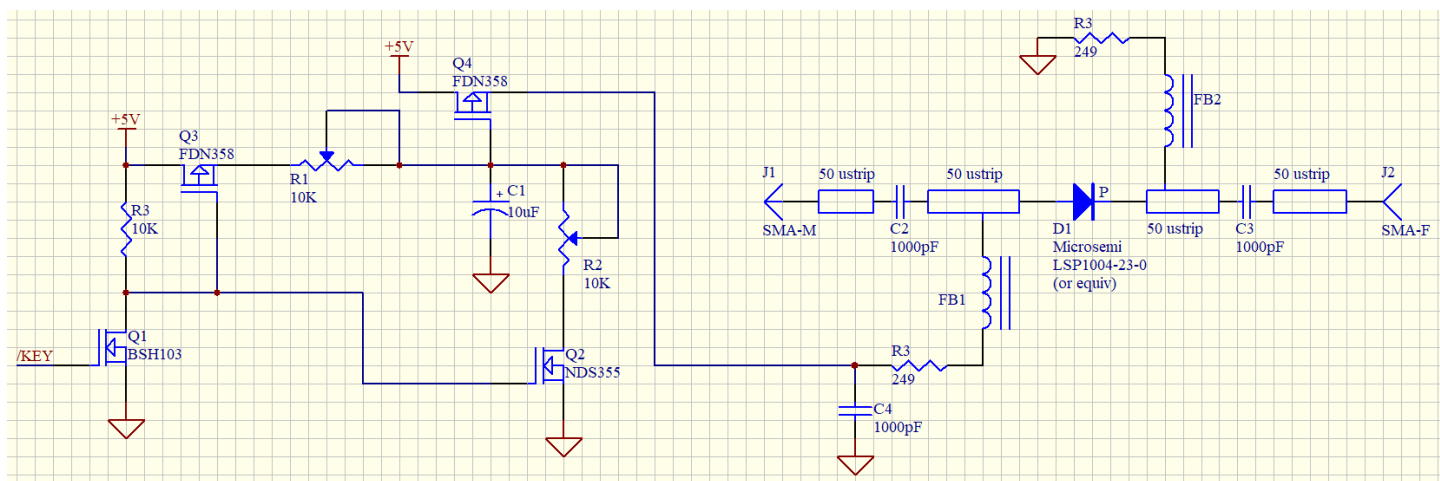 +5V
Q3
FDN358
R1
10K
R3
10K
/KEY
Q1
BSH103
+5V
Q4
FDN358
+
C1
10uF
R2
10K
Q2
NDS355
R3
249
FB2
J1
SMA-M
50 ustrip
C2
1000pF
50 ustrip
D1
P
Microsemi
LSP1004-23-0
(or equiv)
50 ustrip
C3
1000pF
50 ustrip
J2
SMA-F
FB1
R3
249
C4
1000pF